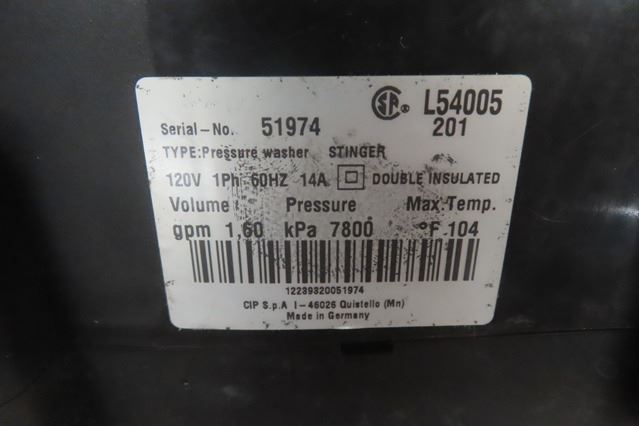 SA® L54005
Serial-No. 51974 201
TYPE:Pressure washer STINGER
120V 1Ph 60HZ 14A DOUBLE INSULATED
Volume Pressure Max.Temp.
gpm 1,60 kPa 7800 °F 104
12239320051974
CIP S.p.A I-46026 Quistello (Mn)
Made in Germany